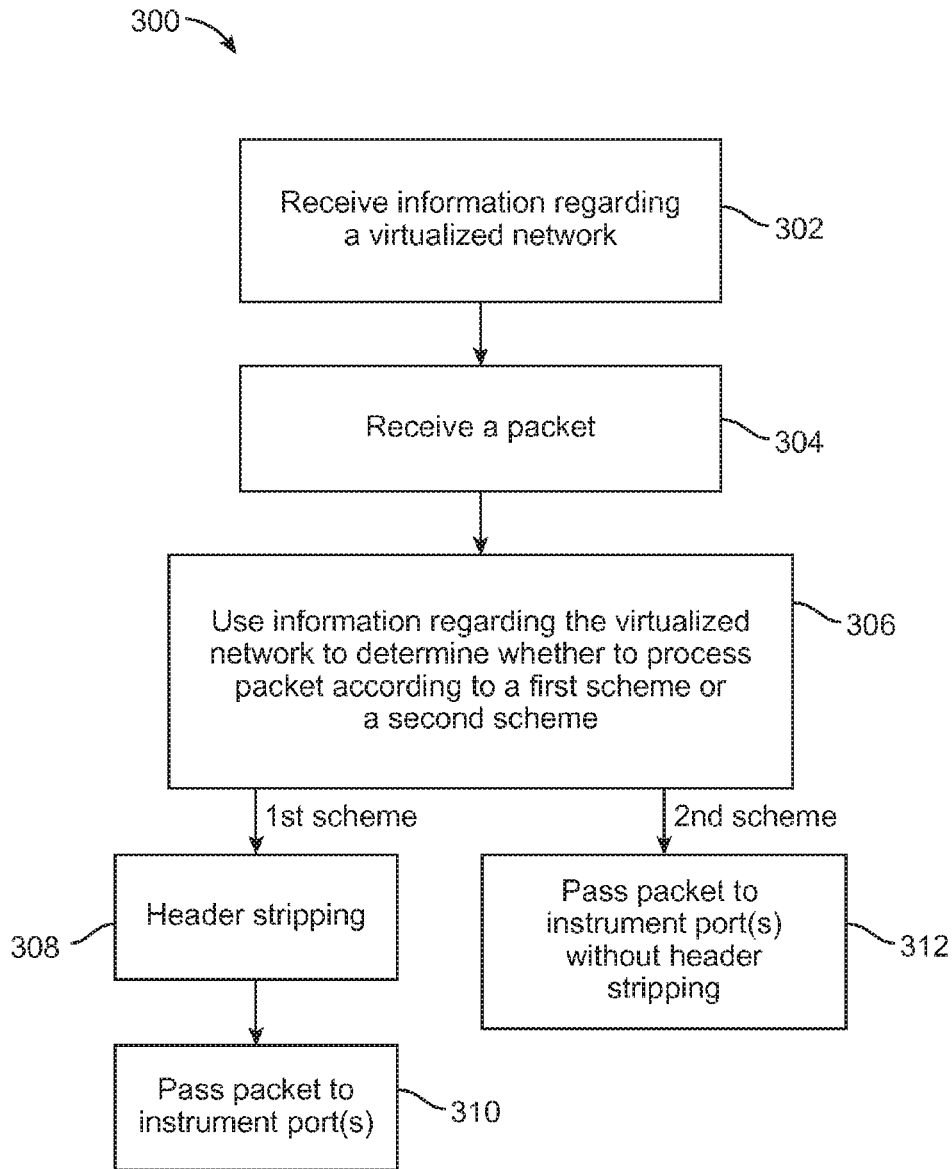 300
Receive information regarding
a virtualized network
302
Receive a packet
304
Use information regarding the virtualized
network to determine whether to process
packet according to a first scheme or
a second scheme
306
1st scheme
2nd scheme
Header stripping
308
Pass packet to
instrument port(s)
without header
stripping
312
Pass packet to
instrument port(s)
310